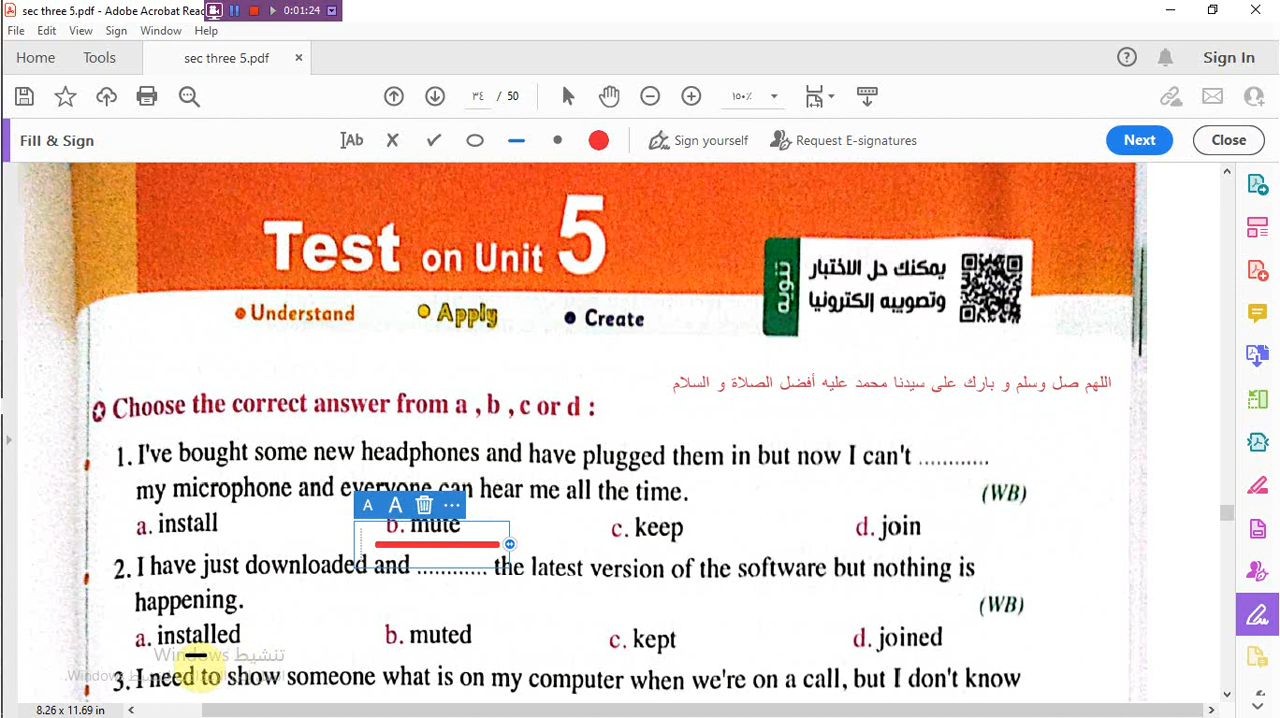 sec three 5.pdf - Adobe Acrobat Rea
0:01:24
File Edit View Sign Window Help
Home Tools sec three 5.pdf × Sign In
٣٤ / 50 ١٥٠٪
Fill & Sign Ab Sign yourself Request E-signatures Next Close
Test on Unit 5
تنويه
يمكنك حل الاختبار
وتصويبه إلكترونيا
Understand Apply Create
اللهم صل وسلم و بارك على سيدنا محمد عليه أفضل الصلاة و السلام
Choose the correct answer from a , b , c or d :
1. I've bought some new headphones and have plugged them in but now I can't ............
my microphone and everyone can hear me all the time. (WB)
A A ...
a. install b. mute c. keep d. join
2. I have just downloaded and ............ the latest version of the software but nothing is
happening. (WB)
a. installed b. muted c. kept d. joined
تنشيط Windows
3. I need to show someone what is on my computer when we're on a call, but I don't know
8.26 x 11.69 in